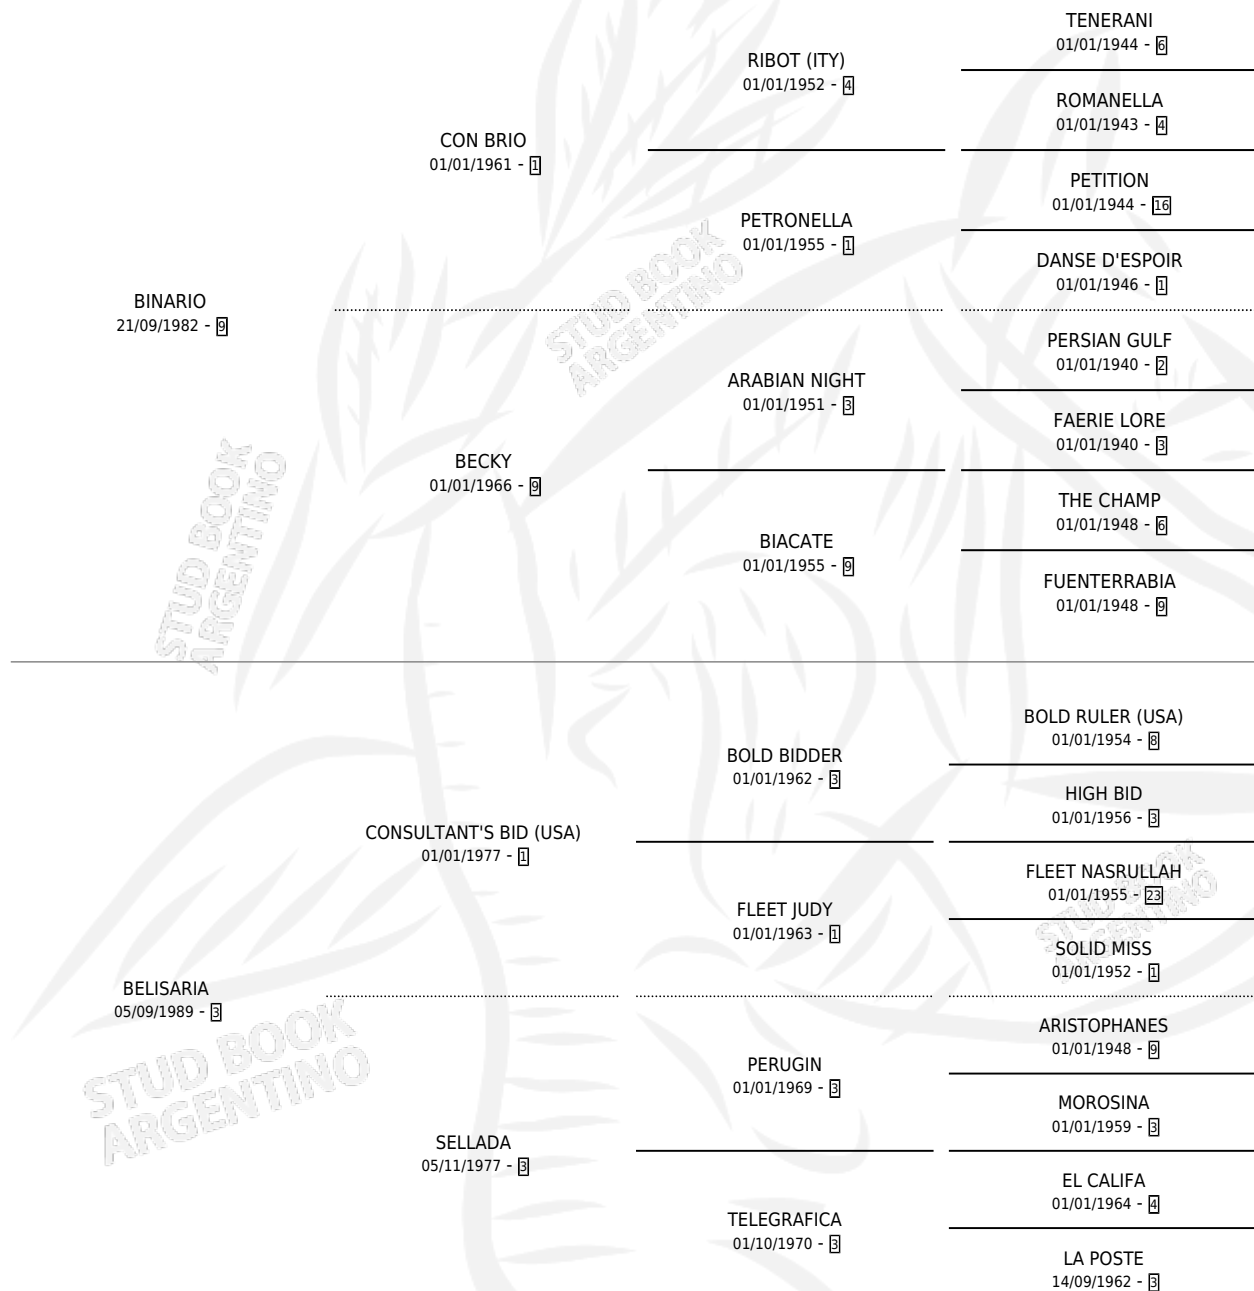 TENERANI
01/01/1944 - 6
RIBOT (ITY)
01/01/1952 - 4
ROMANELLA
01/01/1943 - 4
CON BRIO
01/01/1961 - 1
PETITION
01/01/1944 - 16
PETRONELLA
01/01/1955 - 1
DANSE D'ESPOIR
01/01/1946 - 1
BINARIO
21/09/1982 - 9
STUD BOOK
ARGENTINO
PERSIAN GULF
01/01/1940 - 2
ARABIAN NIGHT
01/01/1951 - 3
FAERIE LORE
01/01/1940 - 3
BECKY
01/01/1966 - 9
THE CHAMP
01/01/1948 - 6
BIACATE
01/01/1955 - 9
FUENTERRABIA
01/01/1948 - 9
STUD BOOK
ARGENTINO
BOLD RULER (USA)
01/01/1954 - 8
BOLD BIDDER
01/01/1962 - 3
HIGH BID
01/01/1956 - 3
CONSULTANT'S BID (USA)
01/01/1977 - 1
FLEET NASRULLAH
01/01/1955 - 23
STUD BOOK
ARGENTINO
FLEET JUDY
01/01/1963 - 1
SOLID MISS
01/01/1952 - 1
BELISARIA
05/09/1989 - 3
STUD BOOK
ARGENTINO
ARISTOPHANES
01/01/1948 - 9
PERUGIN
01/01/1969 - 3
MOROSINA
01/01/1959 - 3
SELLADA
05/11/1977 - 3
EL CALIFA
01/01/1964 - 4
TELEGRAFICA
01/10/1970 - 3
LA POSTE
14/09/1962 - 3